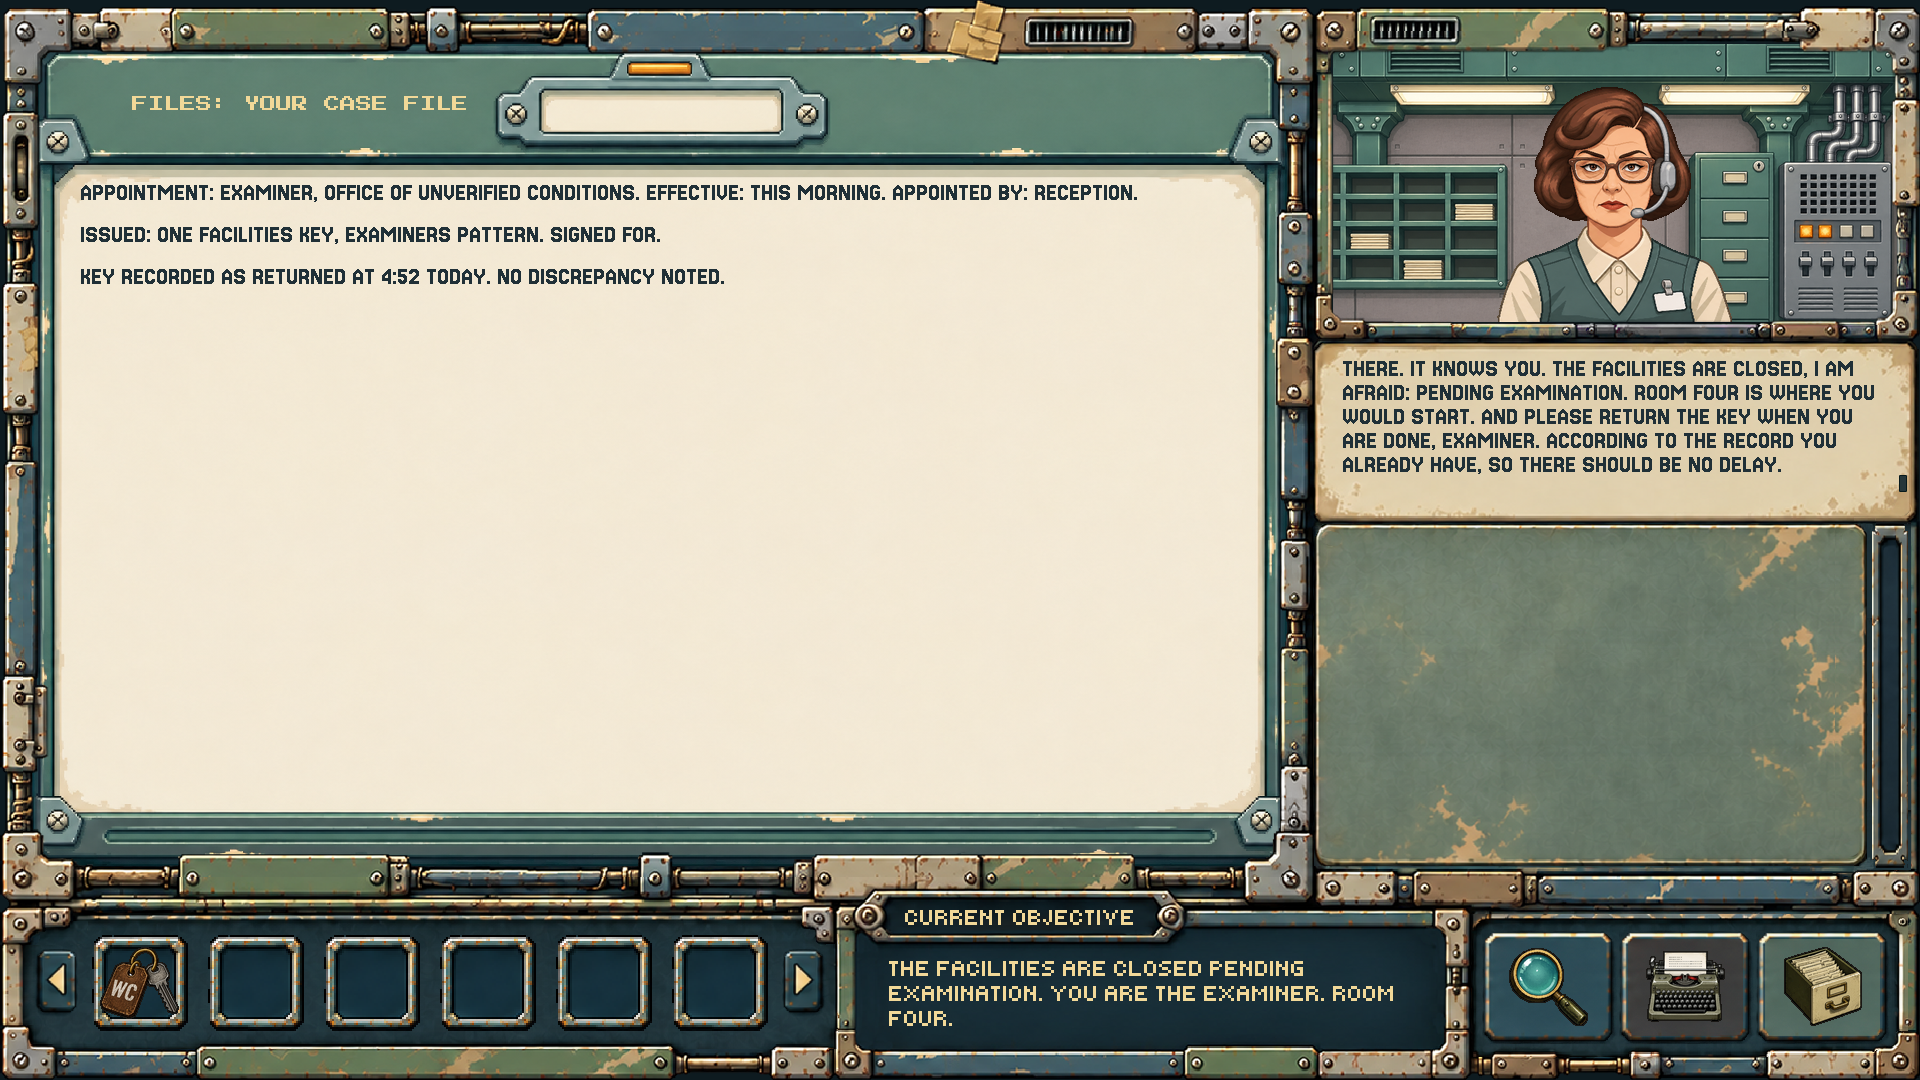 FILES: YOUR CASE FILE
APPOINTMENT: EXAMINER, OFFICE OF UNVERIFIED CONDITIONS. EFFECTIVE: THIS MORNING. APPOINTED BY: RECEPTION.
ISSUED: ONE FACILITIES KEY, EXAMINERS PATTERN. SIGNED FOR.
KEY RECORDED AS RETURNED AT 4:52 TODAY. NO DISCREPANCY NOTED.
THERE. IT KNOWS YOU. THE FACILITIES ARE CLOSED, I AM
AFRAID: PENDING EXAMINATION. ROOM FOUR IS WHERE YOU
WOULD START. AND PLEASE RETURN THE KEY WHEN YOU
ARE DONE, EXAMINER. ACCORDING TO THE RECORD YOU
ALREADY HAVE, SO THERE SHOULD BE NO DELAY.
WC
CURRENT OBJECTIVE
THE FACILITIES ARE CLOSED PENDING
EXAMINATION. YOU ARE THE EXAMINER. ROOM
FOUR.